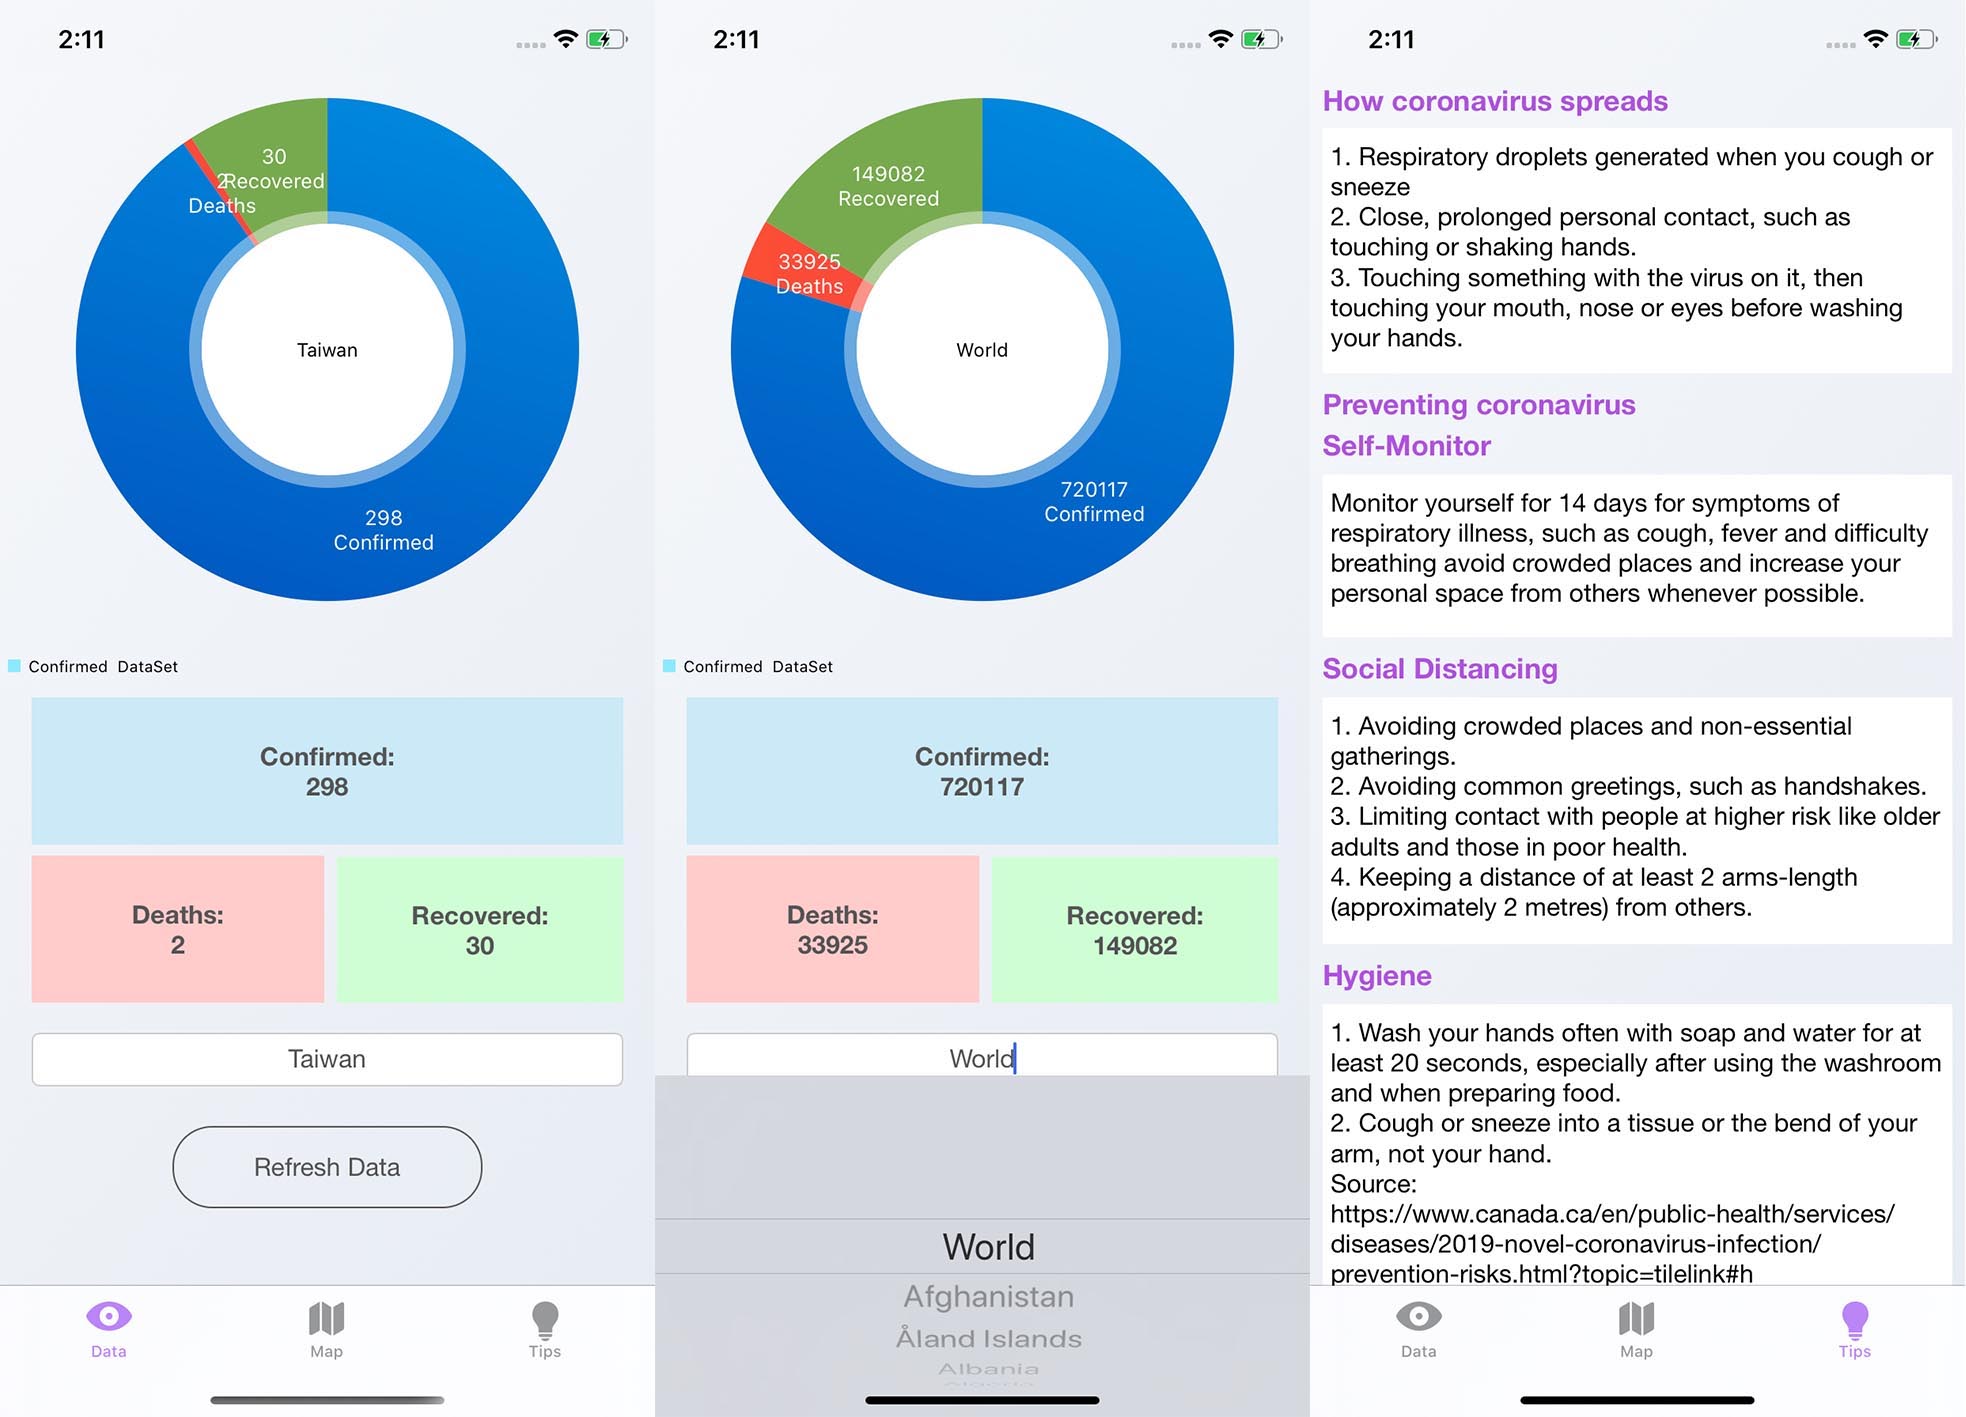 2:11
30
Recovered
2
Deaths
Taiwan
298
Confirmed
Confirmed DataSet
Confirmed:
298
Deaths:
2
Recovered:
30
Taiwan
Refresh Data
Data
Map
Tips
2:11
149082
Recovered
33925
Deaths
World
720117
Confirmed
Confirmed DataSet
Confirmed:
720117
Deaths:
33925
Recovered:
149082
World
World
Afghanistan
Åland Islands
Albania
Algeria
2:11
How coronavirus spreads
1. Respiratory droplets generated when you cough or
sneeze
2. Close, prolonged personal contact, such as
touching or shaking hands.
3. Touching something with the virus on it, then
touching your mouth, nose or eyes before washing
your hands.
Preventing coronavirus
Self-Monitor
Monitor yourself for 14 days for symptoms of
respiratory illness, such as cough, fever and difficulty
breathing avoid crowded places and increase your
personal space from others whenever possible.
Social Distancing
1. Avoiding crowded places and non-essential
gatherings.
2. Avoiding common greetings, such as handshakes.
3. Limiting contact with people at higher risk like older
adults and those in poor health.
4. Keeping a distance of at least 2 arms-length
(approximately 2 metres) from others.
Hygiene
1. Wash your hands often with soap and water for at
least 20 seconds, especially after using the washroom
and when preparing food.
2. Cough or sneeze into a tissue or the bend of your
arm, not your hand.
Source:
https://www.canada.ca/en/public-health/services/
diseases/2019-novel-coronavirus-infection/
prevention-risks.html?topic=tilelink#h
Data
Map
Tips